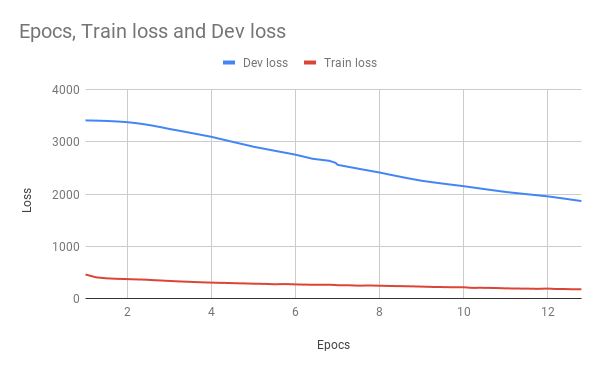 Epocs, Train loss and Dev loss
Dev loss Train loss
4000
3000
2000
1000
0
Loss
2 4 6 8 10 12
Epocs